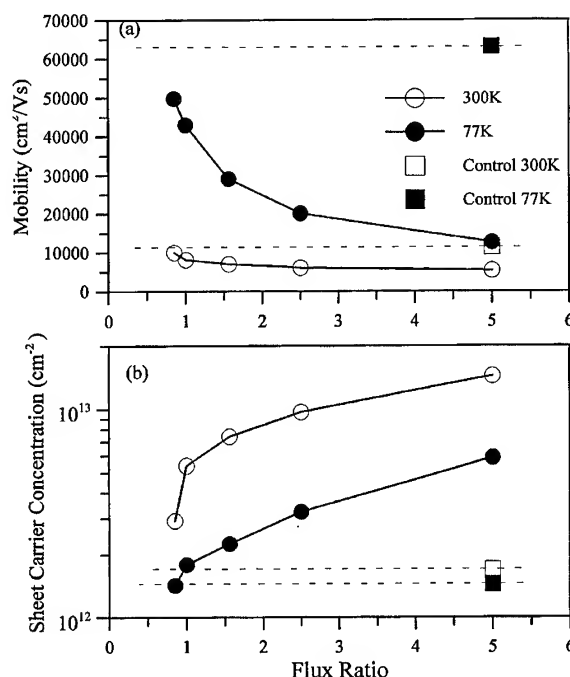 (a)
70000
60000
50000
40000
30000
20000
10000
0
Mobility (cm²/Vs)
300K
77K
Control 300K
Control 77K
0 1 2 3 4 5 6
(b)
10¹³
10¹²
Sheet Carrier Concentration (cm⁻²)
0 1 2 3 4 5 6
Flux Ratio